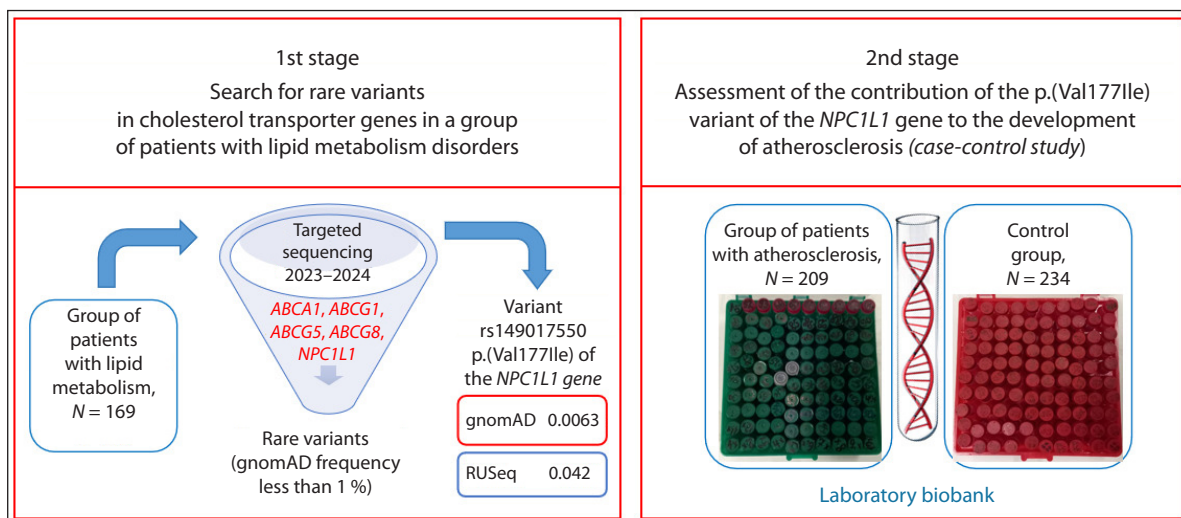 1st stage
Search for rare variants
in cholesterol transporter genes in a group
of patients with lipid metabolism disorders
Group of
patients
with lipid
metabolism,
N = 169
Targeted
sequencing
2023–2024
ABCA1, ABCG1,
ABCG5, ABCG8,
NPC1L1
Rare variants
(gnomAD frequency
less than 1 %)
Variant
rs149017550
p.(Val177Ile) of
the NPC1L1 gene
gnomAD 0.0063
RUSeq 0.042
2nd stage
Assessment of the contribution of the p.(Val177Ile)
variant of the NPC1L1 gene to the development
of atherosclerosis (case-control study)
Group of patients
with atherosclerosis,
N = 209
Control
group,
N = 234
Laboratory biobank